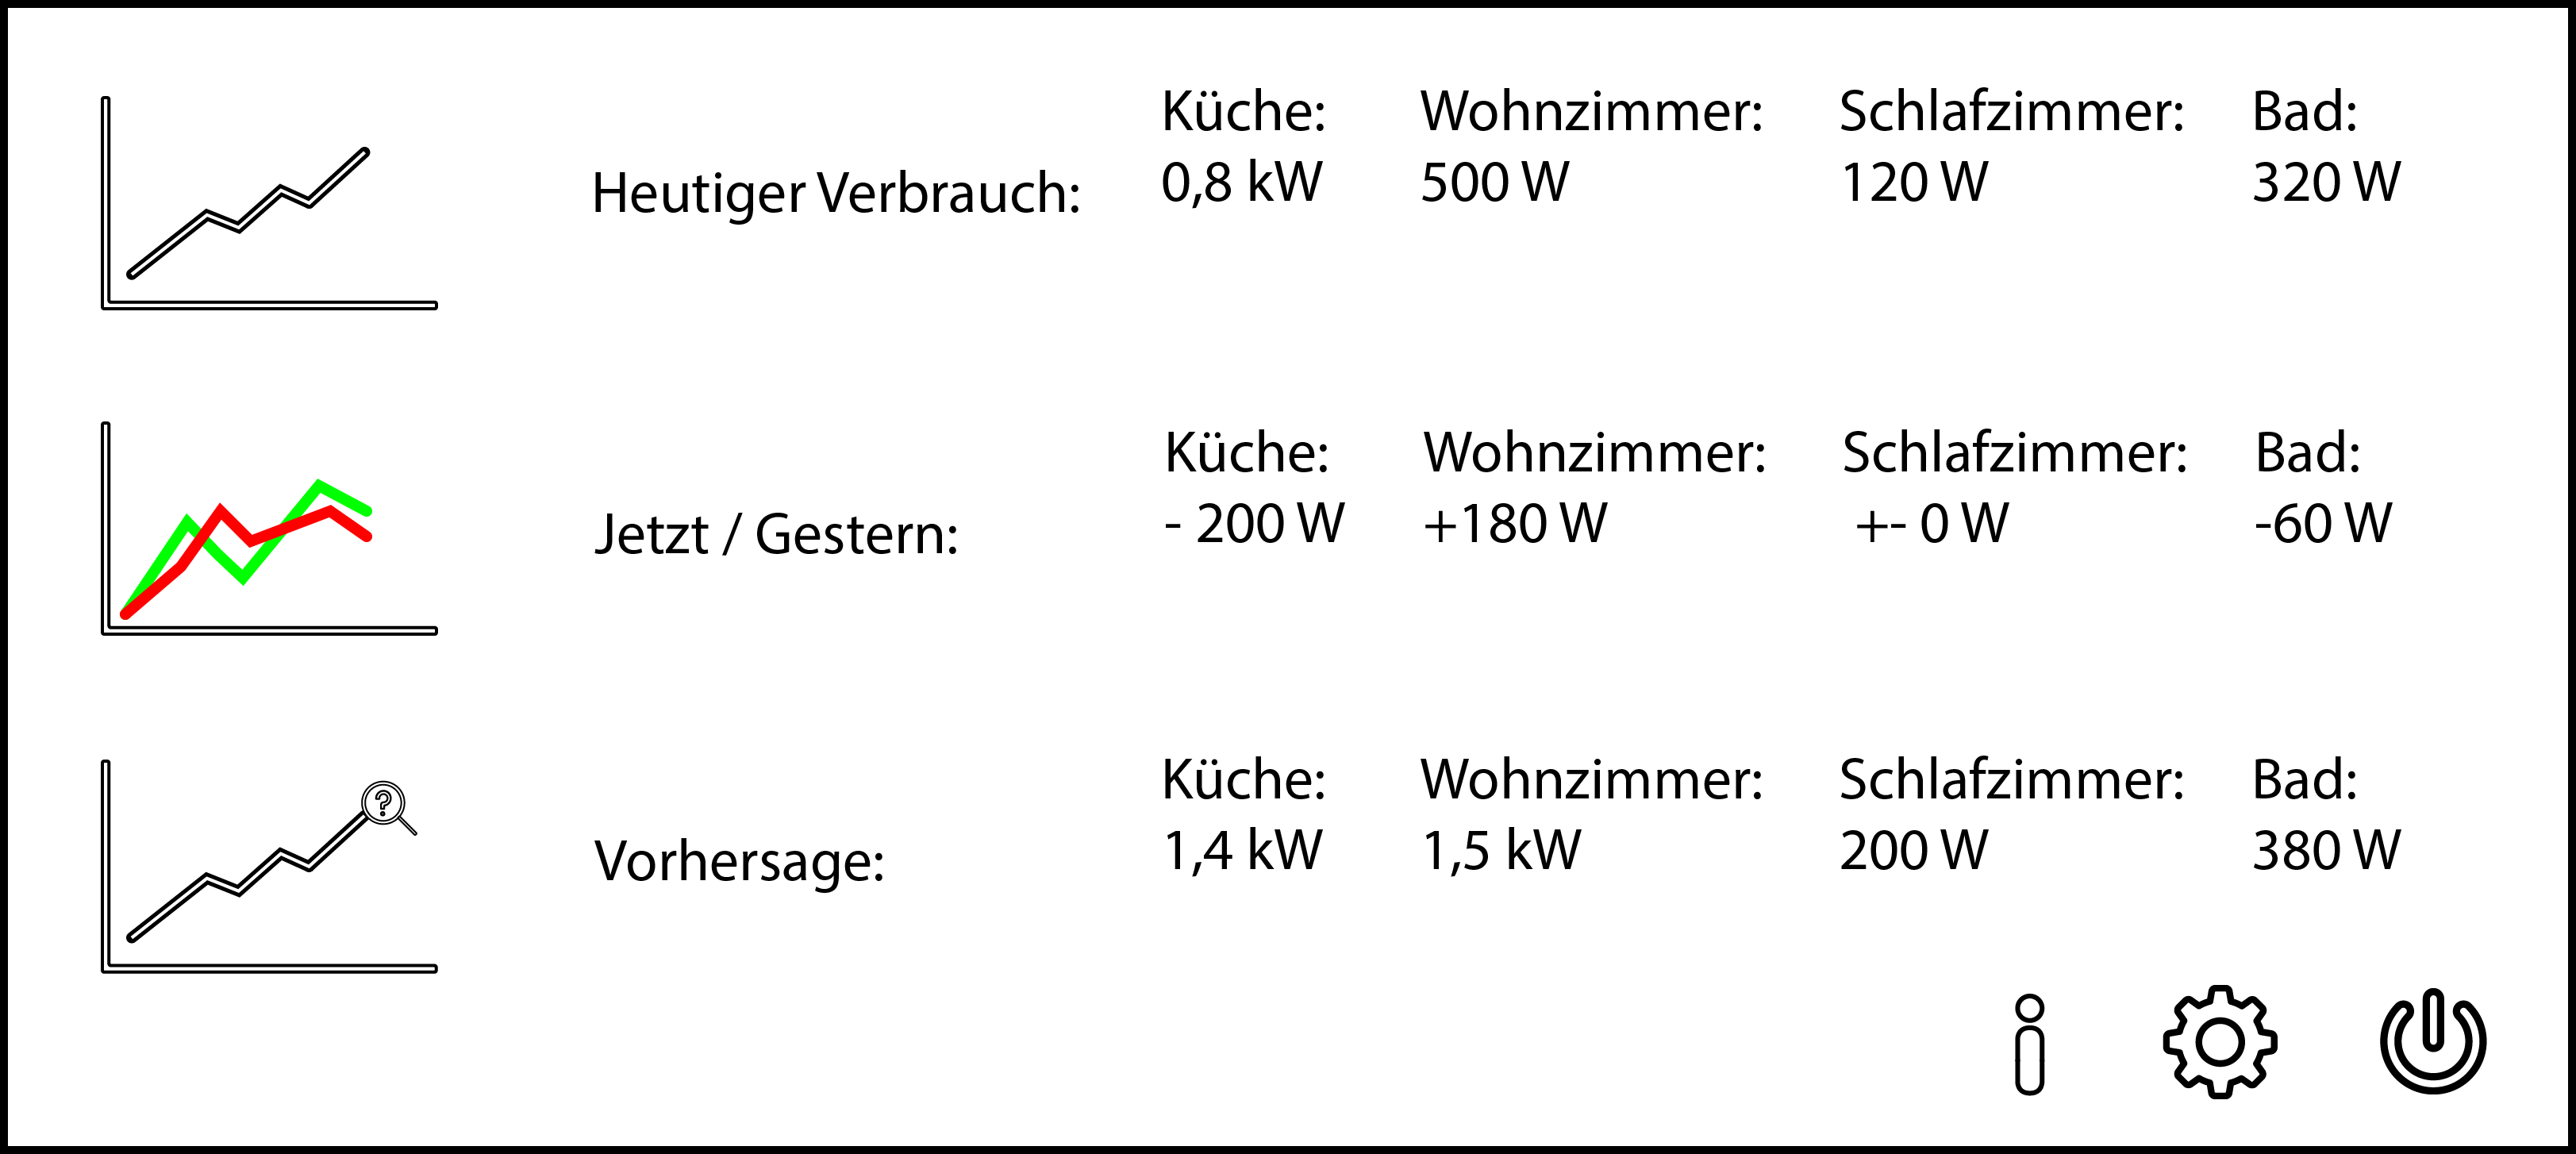 Heutiger Verbrauch:
Küche: Wohnzimmer: Schlafzimmer: Bad:
0,8 kW 500 W 120 W 320 W
Jetzt / Gestern:
Küche: Wohnzimmer: Schlafzimmer: Bad:
- 200 W +180 W +- 0 W -60 W
Vorhersage:
Küche: Wohnzimmer: Schlafzimmer: Bad:
1,4 kW 1,5 kW 200 W 380 W
?